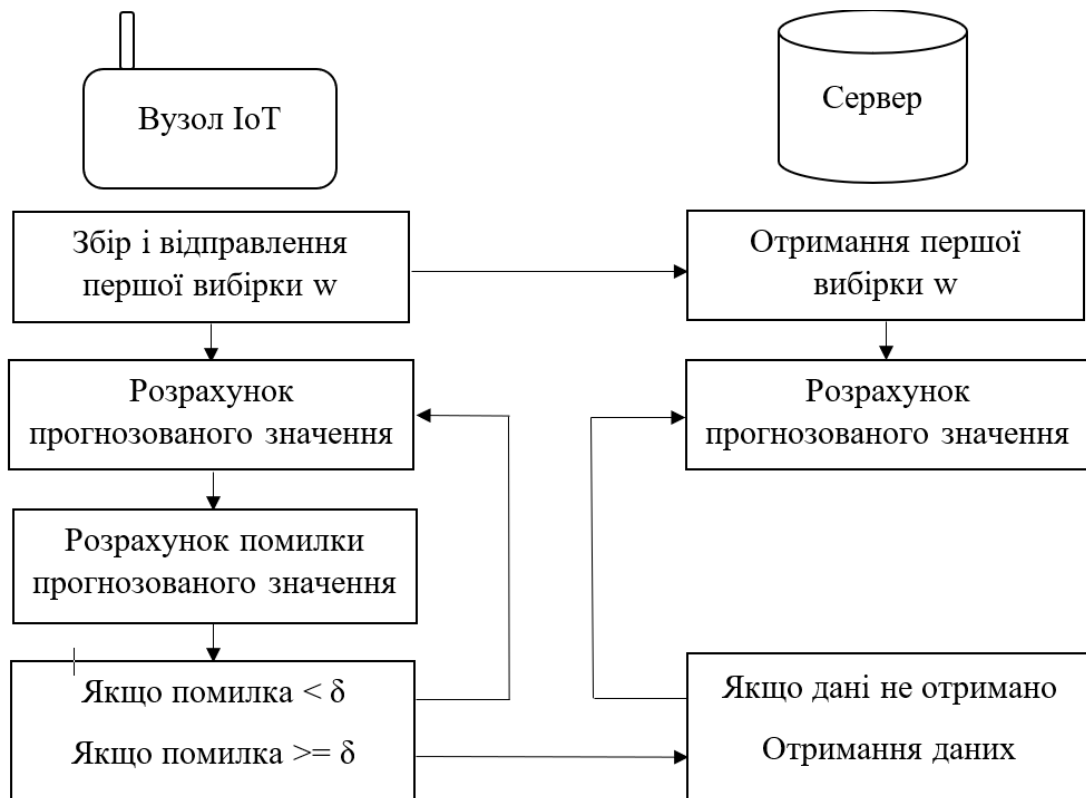 Вузол IoT
Сервер
Збір і відправлення
першої вибірки w
Отримання першої
вибірки w
Розрахунок
прогнозованого значення
Розрахунок
прогнозованого значення
Розрахунок помилки
прогнозованого значення
Якщо помилка < δ
Якщо помилка >= δ
Якщо дані не отримано
Отримання даних